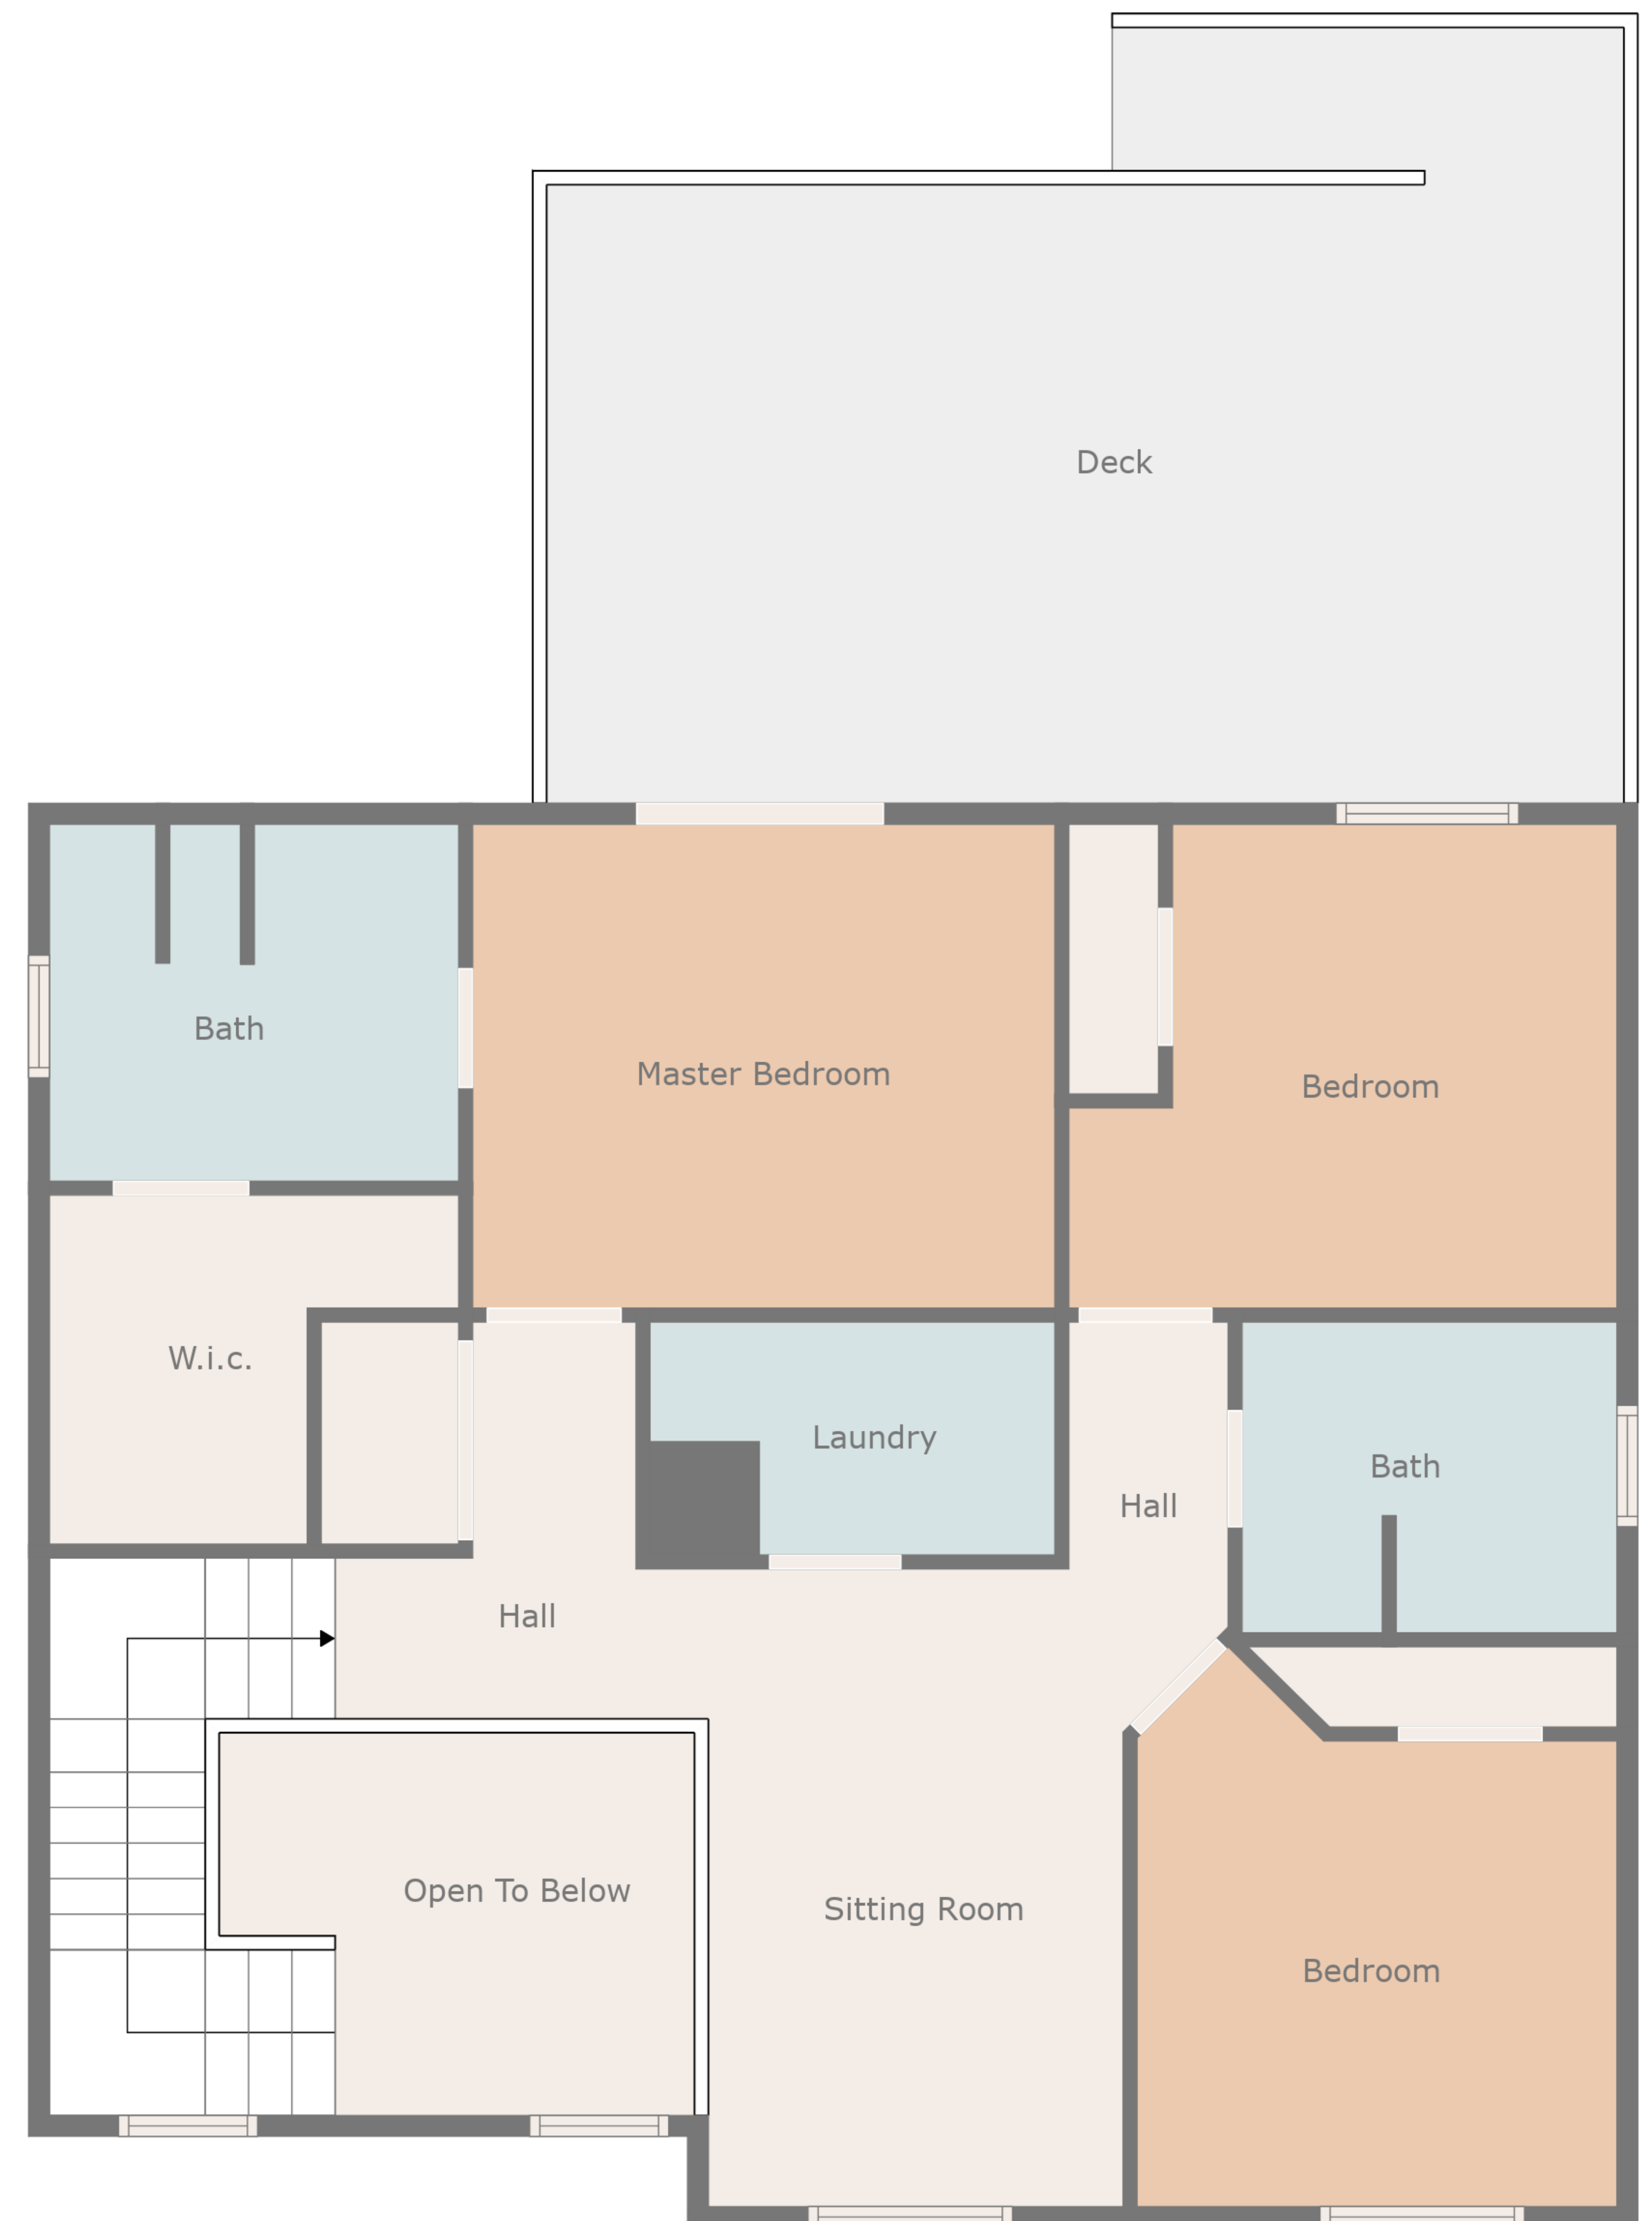 Deck
Bath
Master Bedroom
Bedroom
W.i.c.
Laundry
Bath
Hall
Hall
Open To Below
Sitting Room
Bedroom